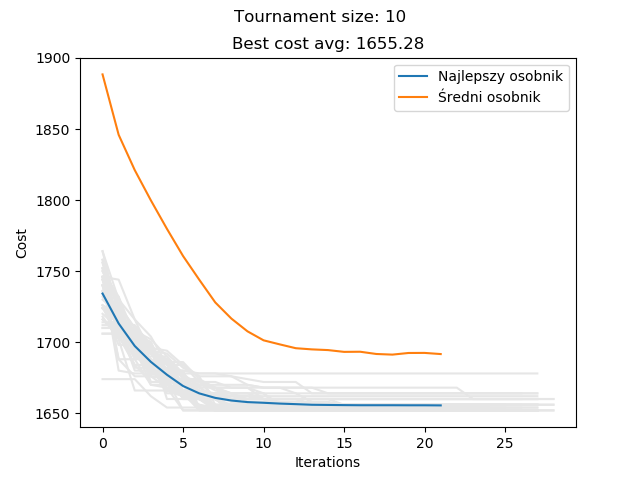 Tournament size: 10
Best cost avg: 1655.28
Najlepszy osobnik
Średni osobnik
Cost
1900
1850
1800
1750
1700
1650
0 5 10 15 20 25
Iterations